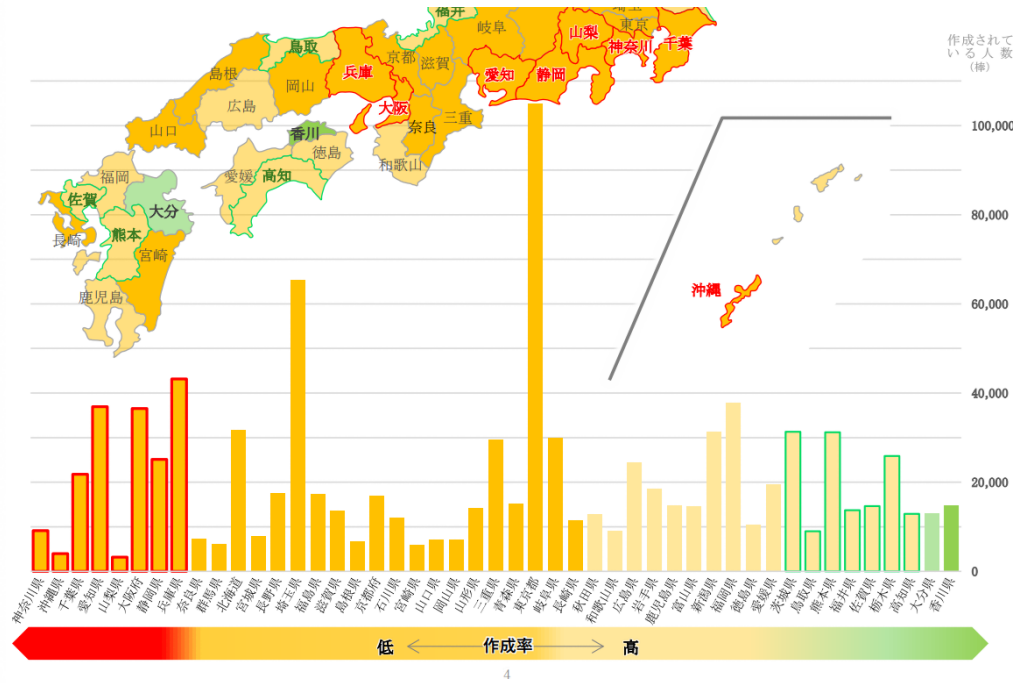 福井
埼玉
東京
岐阜
山梨
神奈川
千葉
作成されて
いる人数
(棒)
鳥取
京都
滋賀
島根
兵庫
岡山
愛知
静岡
広島
大阪
100,000
山口
香川
奈良
三重
徳島
和歌山
福岡
愛媛
高知
80,000
佐賀
大分
長崎
熊本
宮崎
60,000
鹿児島
沖縄
40,000
20,000
0
神奈川県
沖縄県
千葉県
愛知県
山梨県
大阪府
静岡県
兵庫県
奈良県
群馬県
北海道
宮城県
長野県
埼玉県
福島県
滋賀県
島根県
京都府
石川県
宮崎県
山口県
岡山県
山形県
三重県
青森県
東京都
岐阜県
長崎県
秋田県
和歌山県
広島県
岩手県
鹿児島県
富山県
新潟県
福岡県
徳島県
愛媛県
茨城県
鳥取県
熊本県
福井県
佐賀県
栃木県
高知県
大分県
香川県
低 作成率 高
4